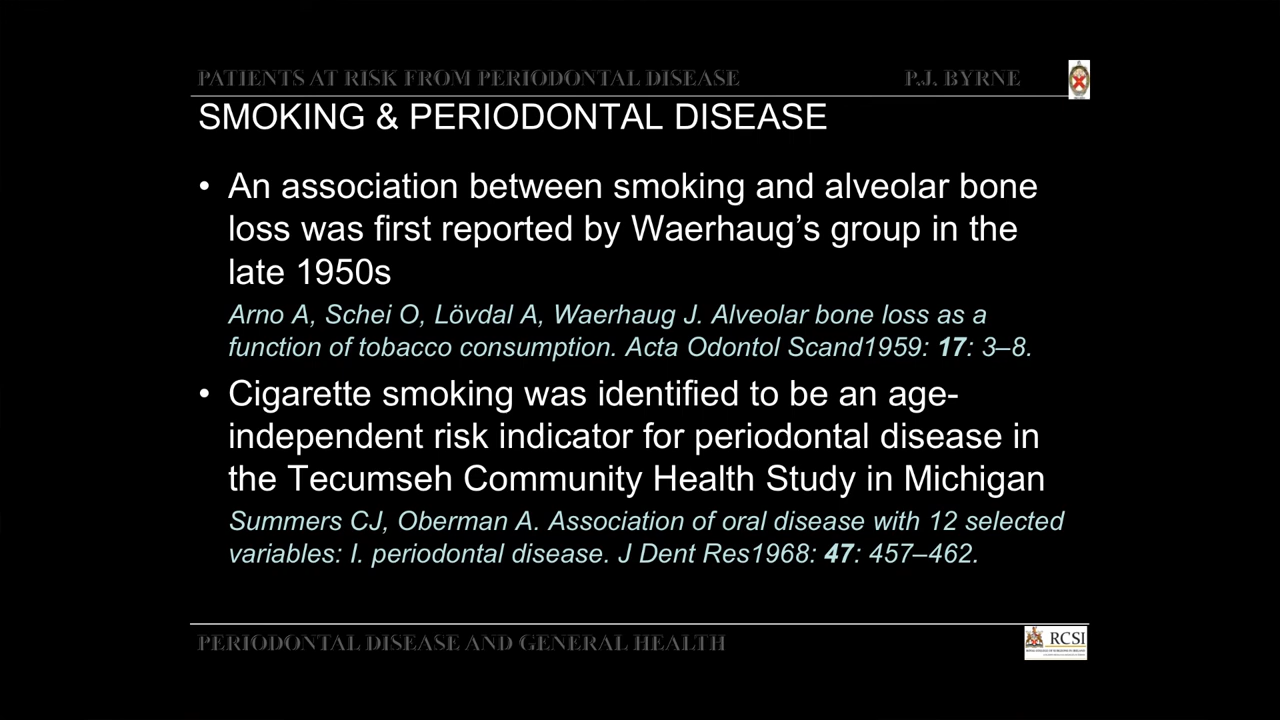 PATIENTS AT RISK FROM PERIODONTAL DISEASE P.J. BYRNE
SMOKING & PERIODONTAL DISEASE
• An association between smoking and alveolar bone
loss was first reported by Waerhaug’s group in the
late 1950s
Arno A, Schei O, Lövdal A, Waerhaug J. Alveolar bone loss as a
function of tobacco consumption. Acta Odontol Scand1959: 17: 3–8.
• Cigarette smoking was identified to be an age-
independent risk indicator for periodontal disease in
the Tecumseh Community Health Study in Michigan
Summers CJ, Oberman A. Association of oral disease with 12 selected
variables: I. periodontal disease. J Dent Res1968: 47: 457–462.
PERIODONTAL DISEASE AND GENERAL HEALTH
RCSI